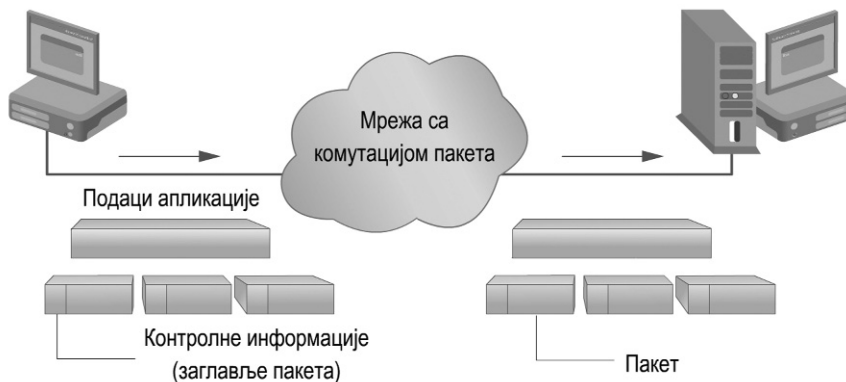 Мрежа са
комутацијом пакета
Подаци апликације
Контролне информације
(заглавље пакета)
Пакет